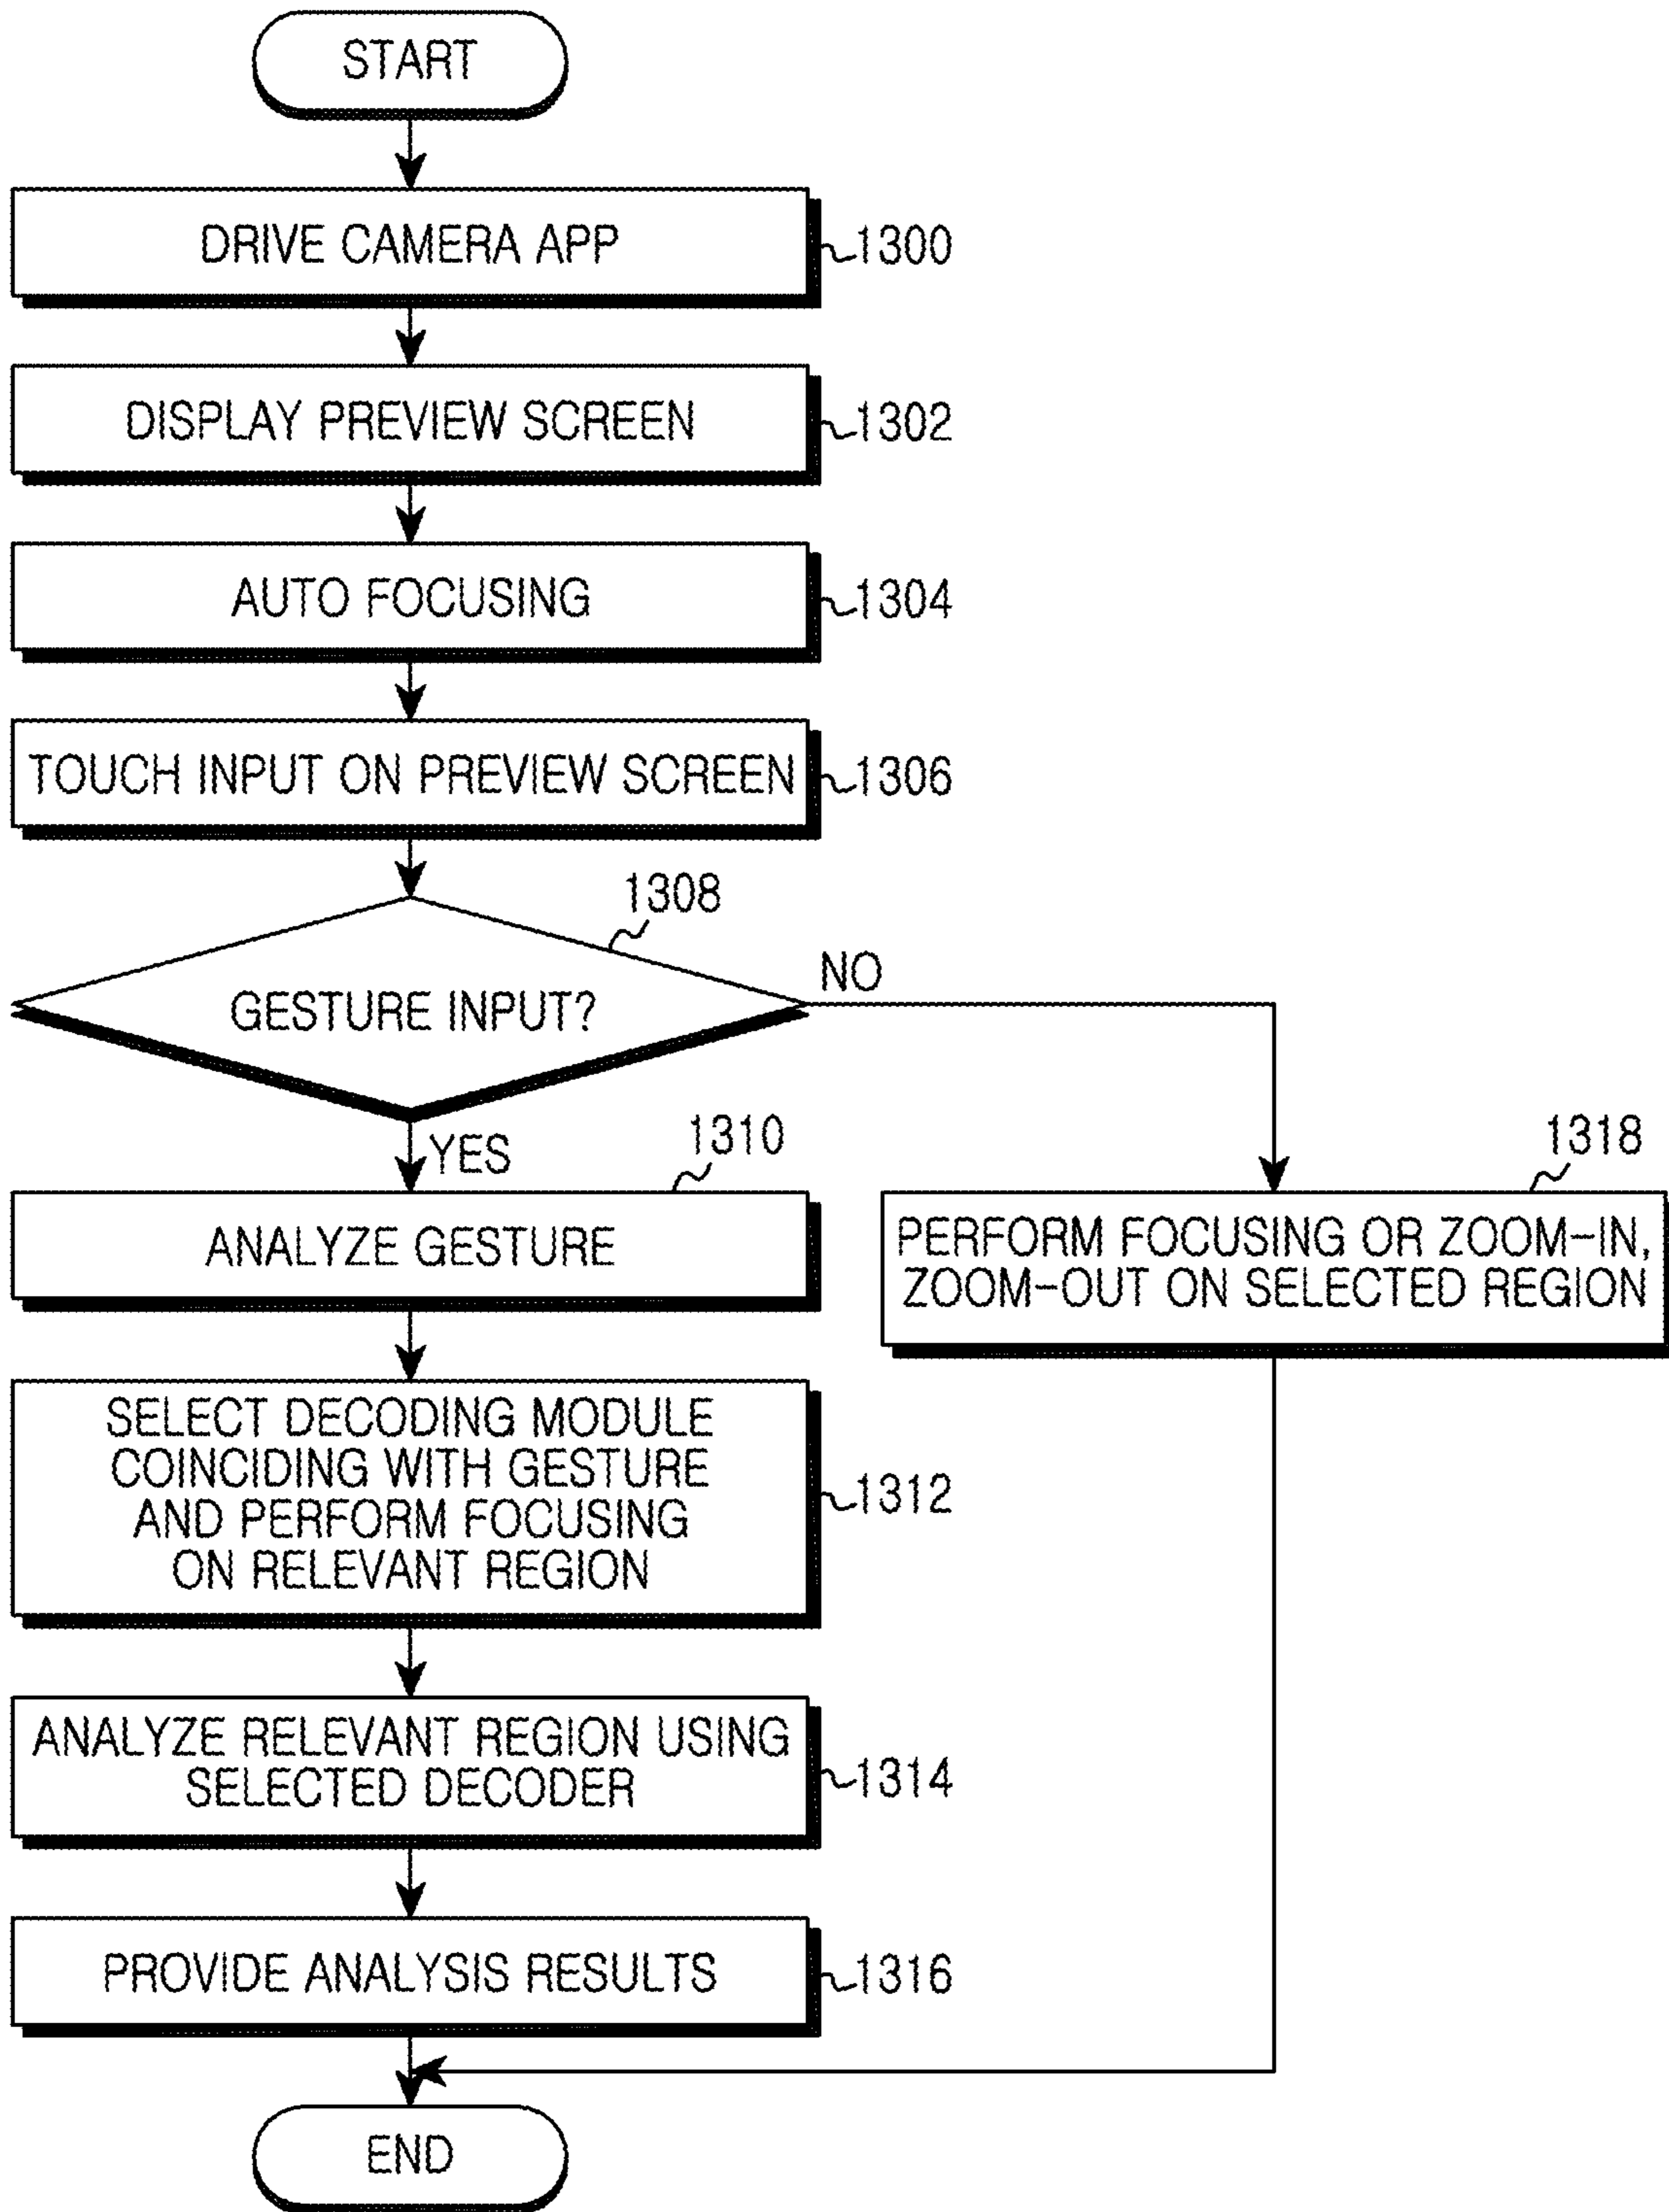 START
DRIVE CAMERA APP
1300
DISPLAY PREVIEW SCREEN
1302
AUTO FOCUSING
1304
TOUCH INPUT ON PREVIEW SCREEN
1306
1308
GESTURE INPUT?
NO
YES
1310
ANALYZE GESTURE
1318
PERFORM FOCUSING OR ZOOM-IN,
ZOOM-OUT ON SELECTED REGION
SELECT DECODING MODULE
COINCIDING WITH GESTURE
AND PERFORM FOCUSING
ON RELEVANT REGION
1312
ANALYZE RELEVANT REGION USING
SELECTED DECODER
1314
PROVIDE ANALYSIS RESULTS
1316
END